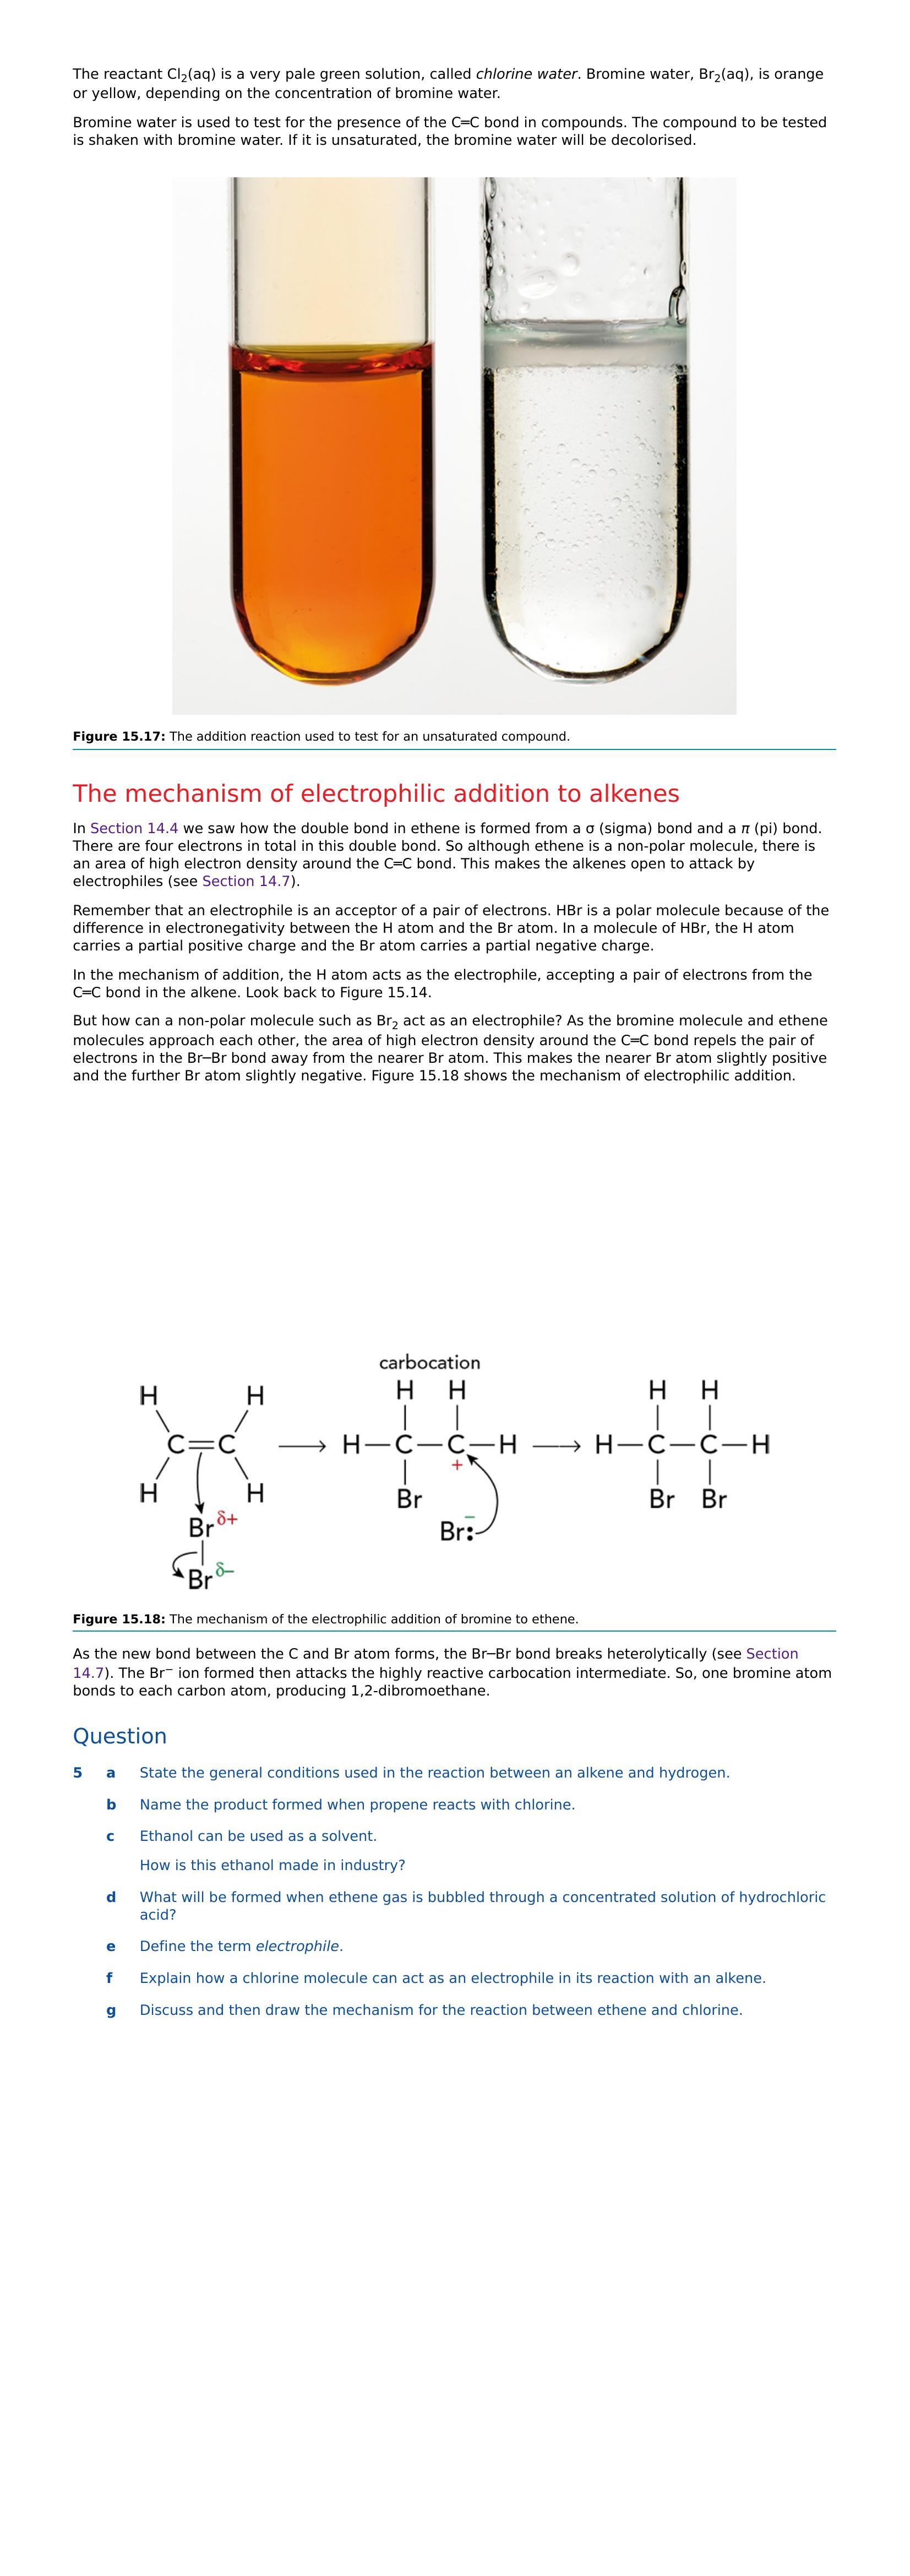 The reactant Cl₂(aq) is a very pale green solution, called chlorine water. Bromine water, Br₂(aq), is orange
or yellow, depending on the concentration of bromine water.
Bromine water is used to test for the presence of the C=C bond in compounds. The compound to be tested
is shaken with bromine water. If it is unsaturated, the bromine water will be decolorised.
Figure 15.17: The addition reaction used to test for an unsaturated compound.
The mechanism of electrophilic addition to alkenes
In Section 14.4 we saw how the double bond in ethene is formed from a σ (sigma) bond and a π (pi) bond.
There are four electrons in total in this double bond. So although ethene is a non-polar molecule, there is
an area of high electron density around the C=C bond. This makes the alkenes open to attack by
electrophiles (see Section 14.7).
Remember that an electrophile is an acceptor of a pair of electrons. HBr is a polar molecule because of the
difference in electronegativity between the H atom and the Br atom. In a molecule of HBr, the H atom
carries a partial positive charge and the Br atom carries a partial negative charge.
In the mechanism of addition, the H atom acts as the electrophile, accepting a pair of electrons from the
C=C bond in the alkene. Look back to Figure 15.14.
But how can a non-polar molecule such as Br₂ act as an electrophile? As the bromine molecule and ethene
molecules approach each other, the area of high electron density around the C=C bond repels the pair of
electrons in the Br–Br bond away from the nearer Br atom. This makes the nearer Br atom slightly positive
and the further Br atom slightly negative. Figure 15.18 shows the mechanism of electrophilic addition.
carbocation
H H H H H H
C=C H–C–C–H H–C–C–H
+
H H Br Br Br
Br δ+ Br:⁻
Br δ–
Figure 15.18: The mechanism of the electrophilic addition of bromine to ethene.
As the new bond between the C and Br atom forms, the Br–Br bond breaks heterolytically (see Section
14.7). The Br⁻ ion formed then attacks the highly reactive carbocation intermediate. So, one bromine atom
bonds to each carbon atom, producing 1,2-dibromoethane.
Question
5 a State the general conditions used in the reaction between an alkene and hydrogen.
b Name the product formed when propene reacts with chlorine.
c Ethanol can be used as a solvent.
How is this ethanol made in industry?
d What will be formed when ethene gas is bubbled through a concentrated solution of hydrochloric
acid?
e Define the term electrophile.
f Explain how a chlorine molecule can act as an electrophile in its reaction with an alkene.
g Discuss and then draw the mechanism for the reaction between ethene and chlorine.